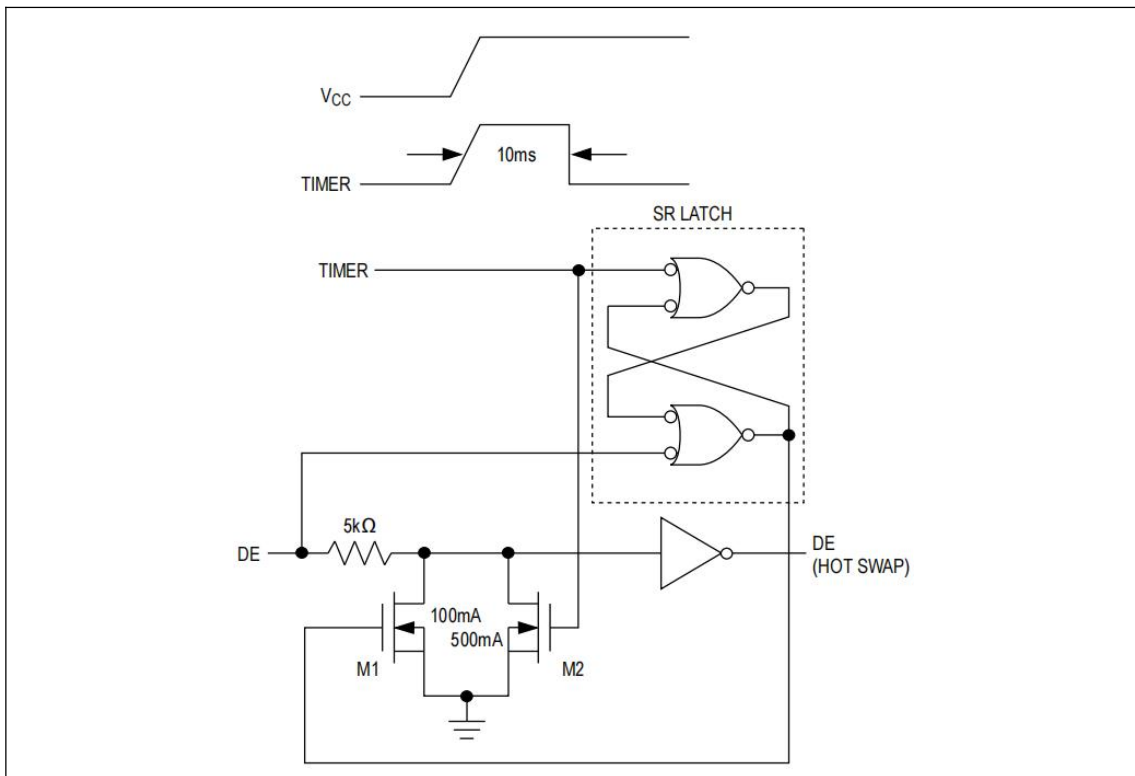 VCC
10ms
TIMER
SR LATCH
TIMER
5kΩ
DE
DE
(HOT SWAP)
100mA
500mA
M1
M2